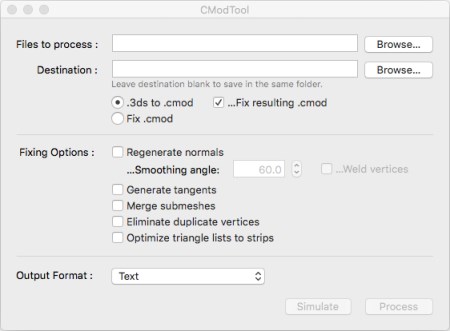 CModTool
Files to process : Browse...
Destination : Browse...
Leave destination blank to save in the same folder.
.3ds to .cmod ...Fix resulting .cmod
Fix .cmod
Fixing Options : Regenerate normals
...Smoothing angle: 60.0 ...Weld vertices
Generate tangents
Merge submeshes
Eliminate duplicate vertices
Optimize triangle lists to strips
Output Format : Text
Simulate Process